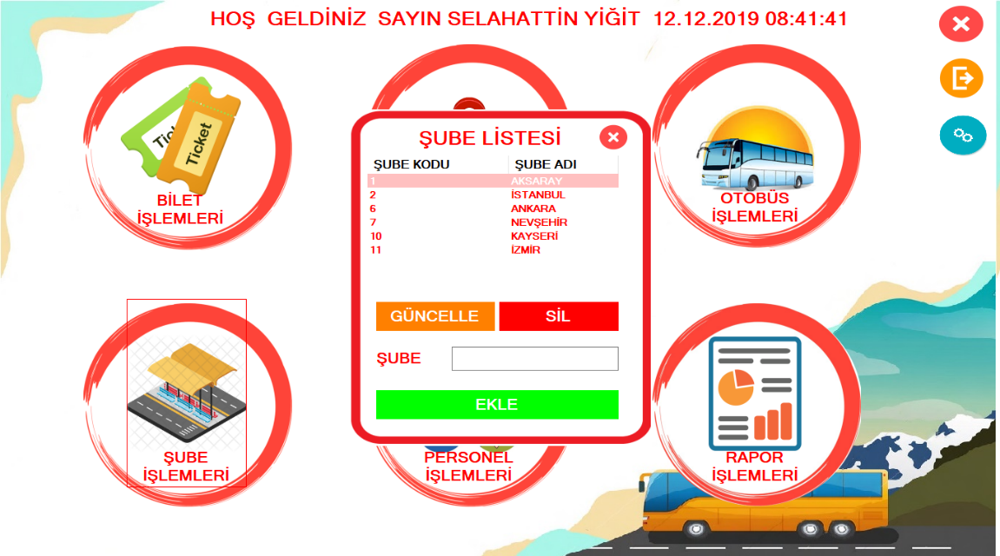 HOŞ GELDİNİZ SAYIN SELAHATTİN YİĞİT 12.12.2019 08:41:41
Ticket
BİLET
İŞLEMLERİ
OTOBÜS
İŞLEMLERİ
ŞUBE LİSTESİ
ŞUBE KODU ŞUBE ADI
1 AKSARAY
2 İSTANBUL
6 ANKARA
7 NEVŞEHİR
10 KAYSERİ
11 İZMİR
GÜNCELLE SİL
ŞUBE
EKLE
ŞUBE
İŞLEMLERİ
PERSONEL
İŞLEMLERİ
RAPOR
İŞLEMLERİ